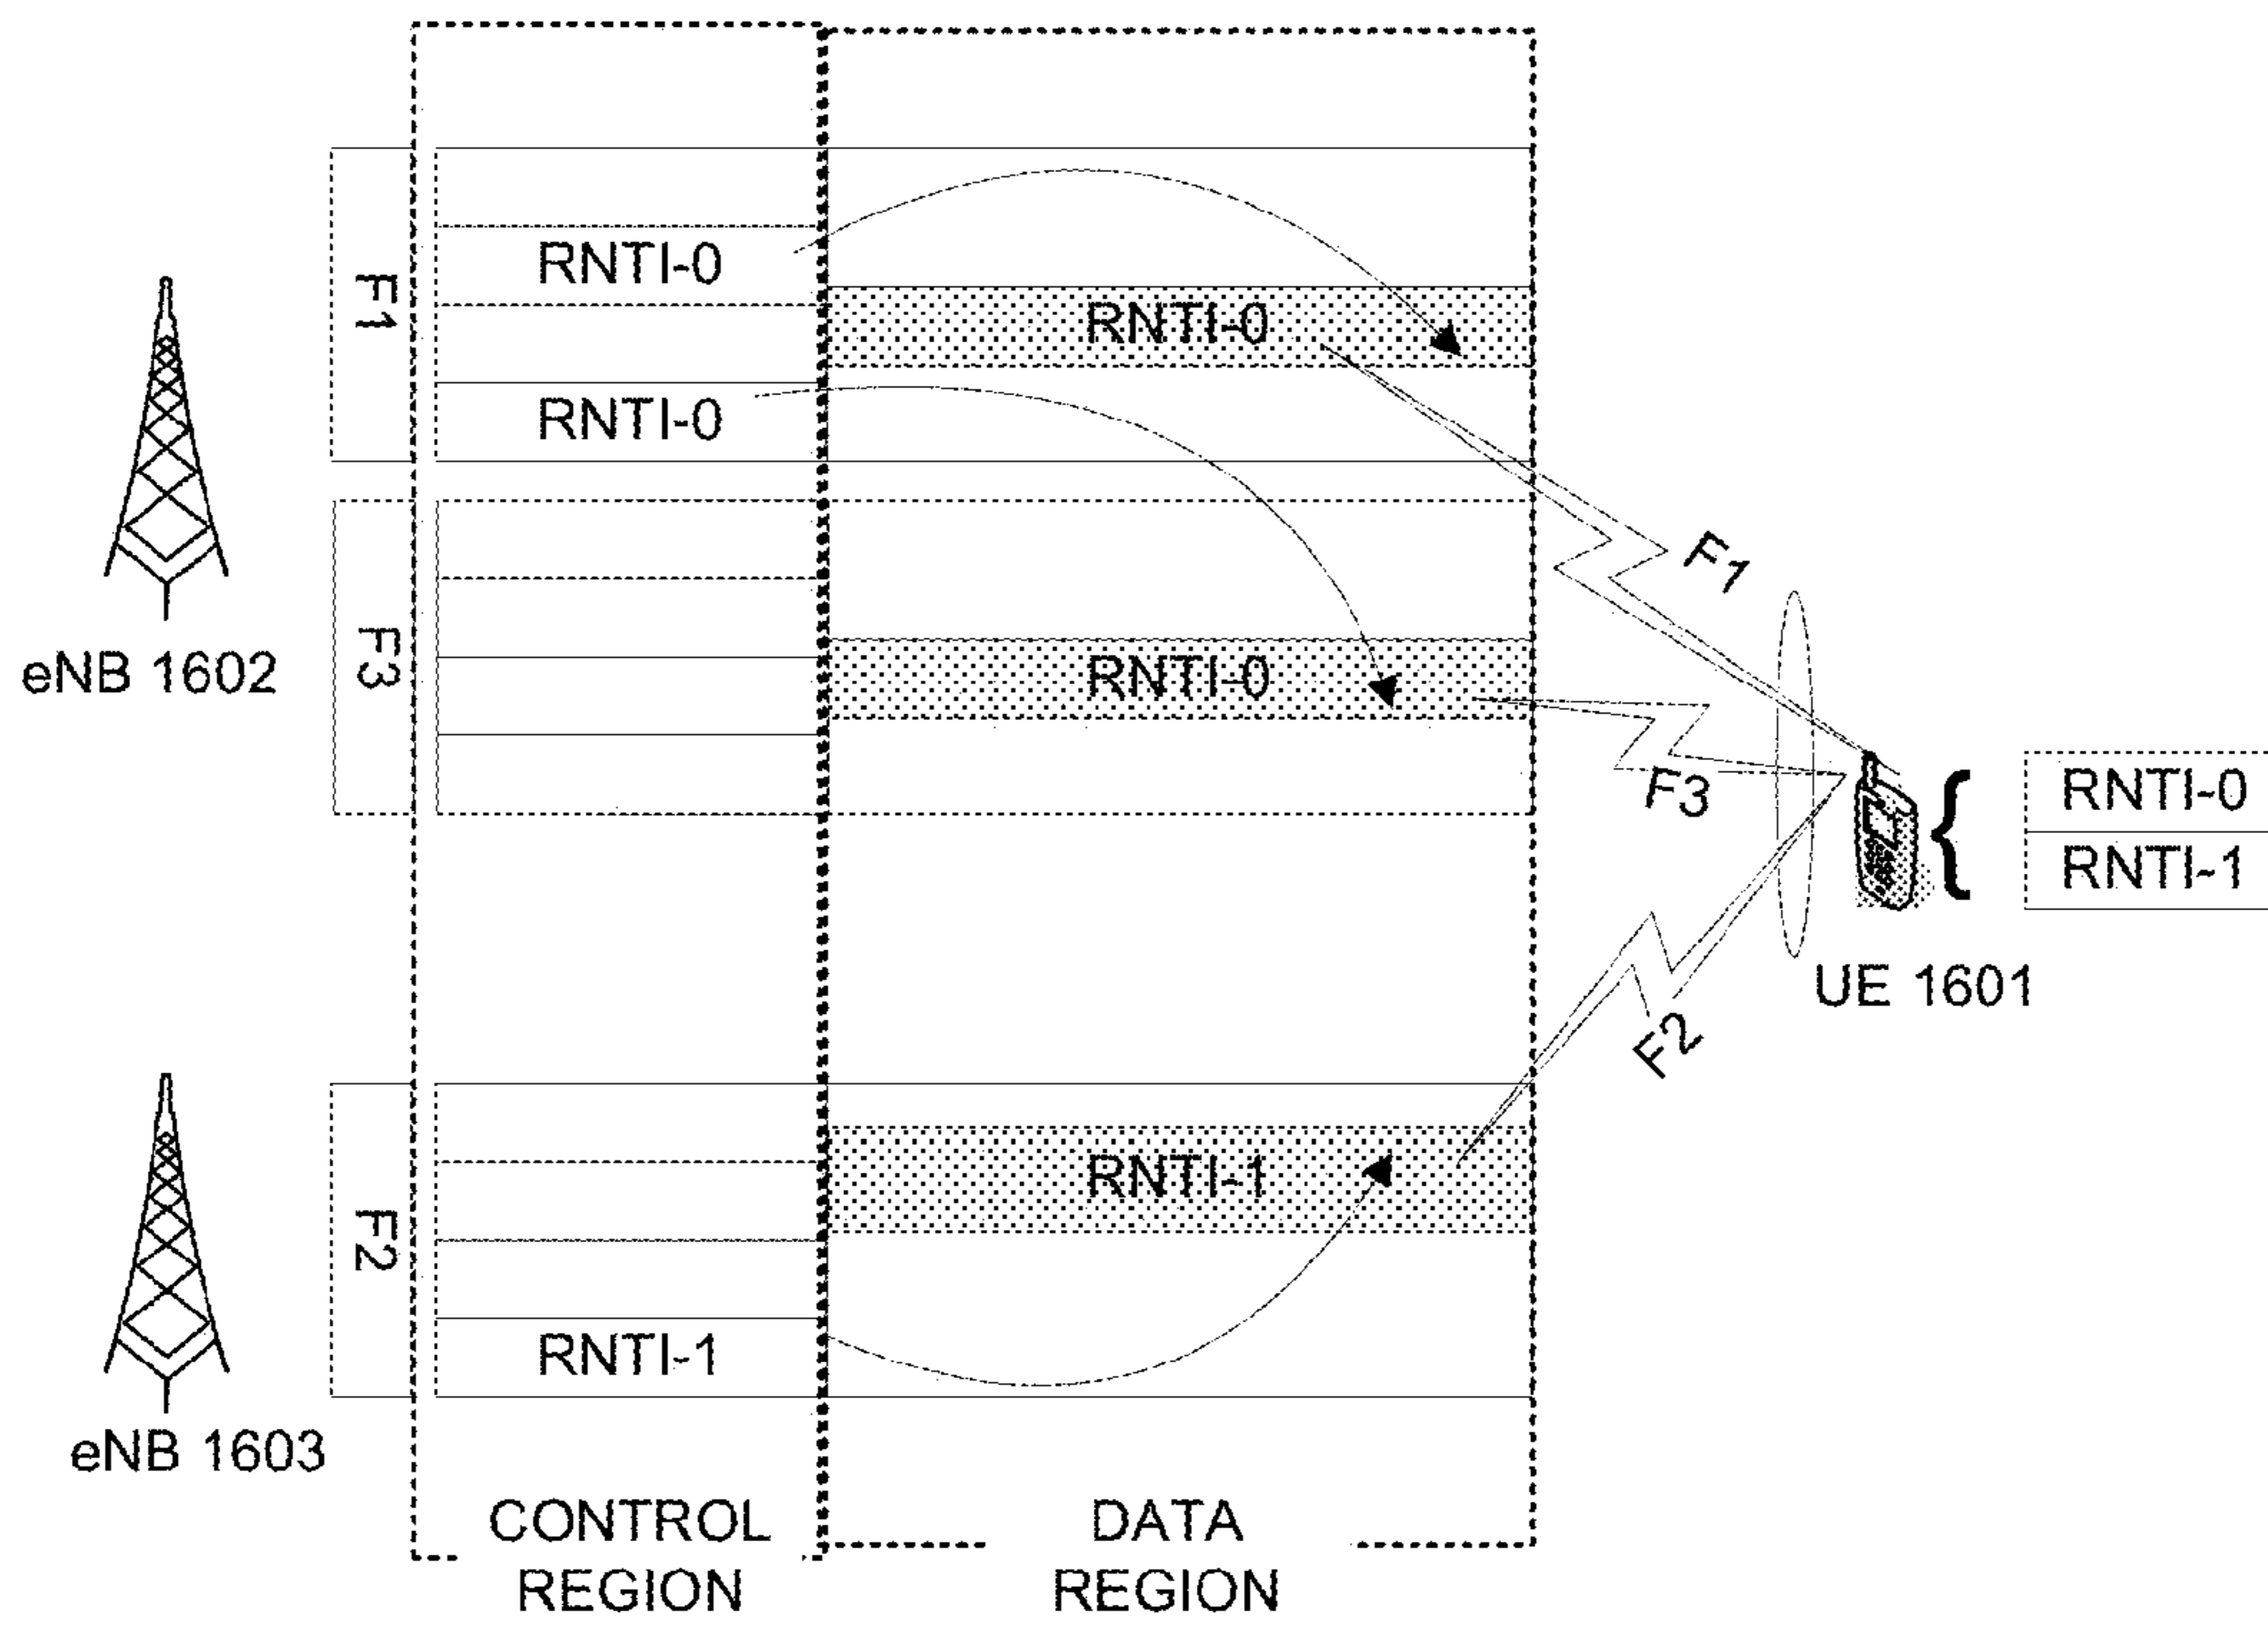 F1
RNTI-0
RNTI-0
RNTI-0
F3
RNTI-0
eNB 1602
F1
F3
F2
RNTI-0
RNTI-1
UE 1601
F2
RNTI-1
RNTI-1
eNB 1603
CONTROL
REGION
DATA
REGION